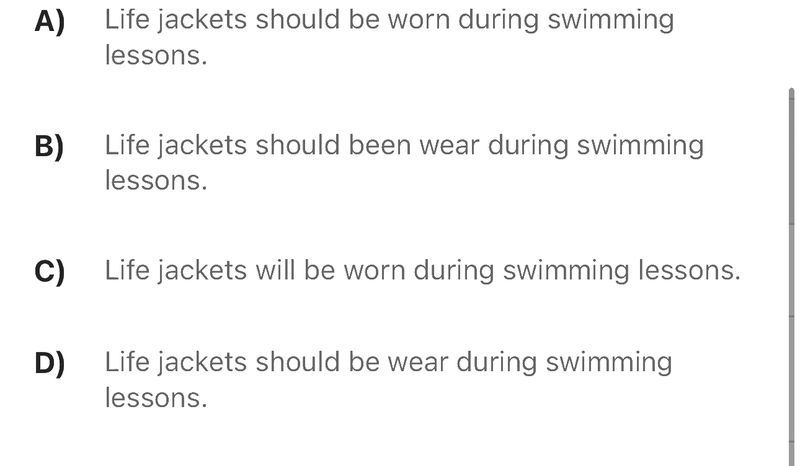 A) Life jackets should be worn during swimming
lessons.
B) Life jackets should been wear during swimming
lessons.
C) Life jackets will be worn during swimming lessons.
D) Life jackets should be wear during swimming
lessons.